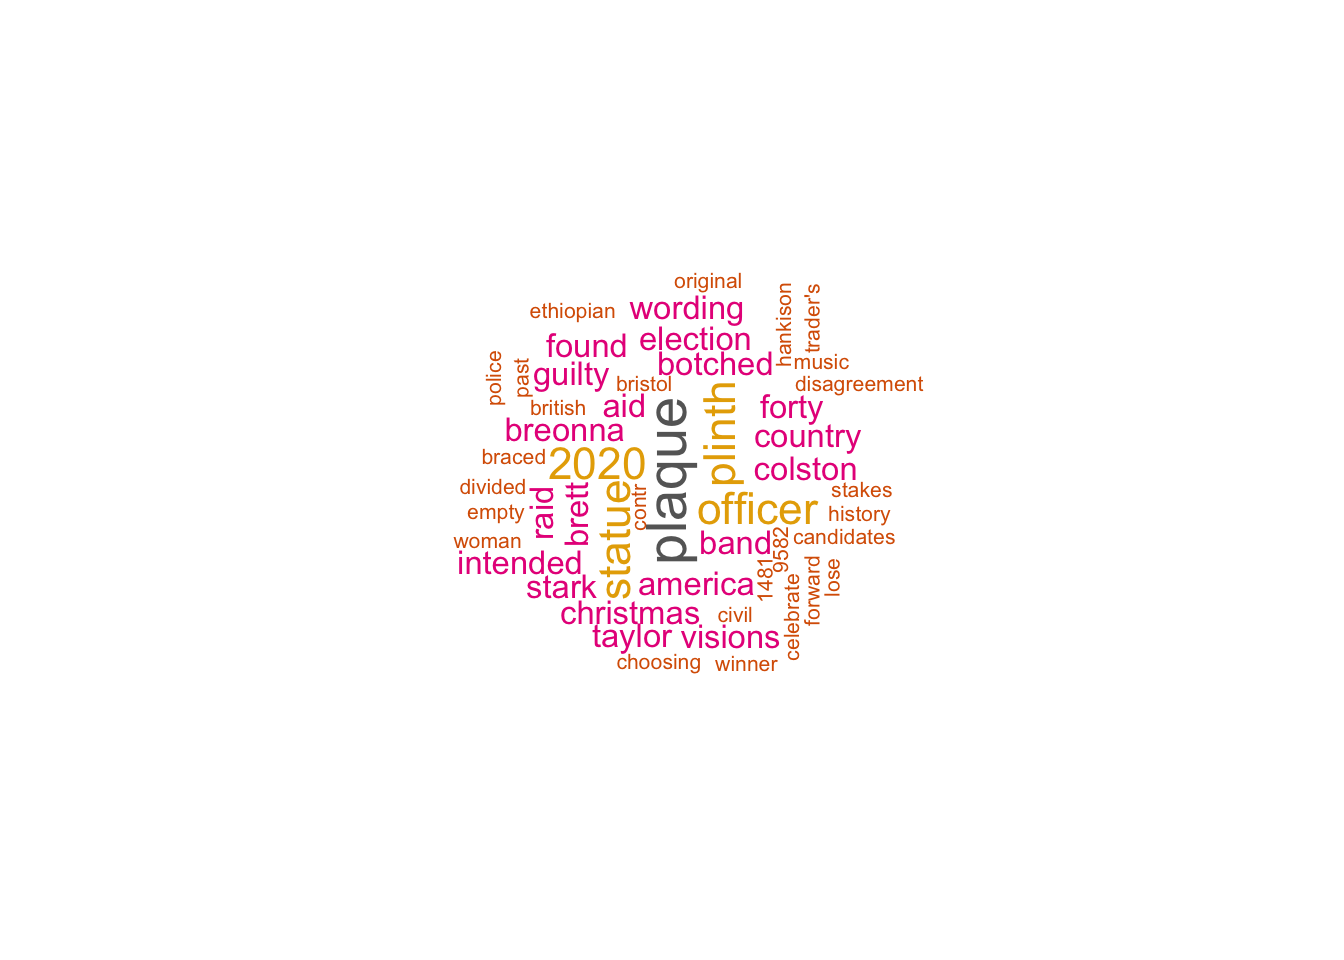 original
ethiopian
wording
hankison
trader's
election
found
botched
music
police
past
guilty
bristol
disagreement
british
aid
plaque
plinth
forty
breonna
country
braced
2020
colston
divided
raid
brett
statue
contr
officer
stakes
empty
history
woman
band
9582
candidates
intended
stark
america
1481
celebrate
forward
lose
christmas
civil
taylor
visions
choosing
winner